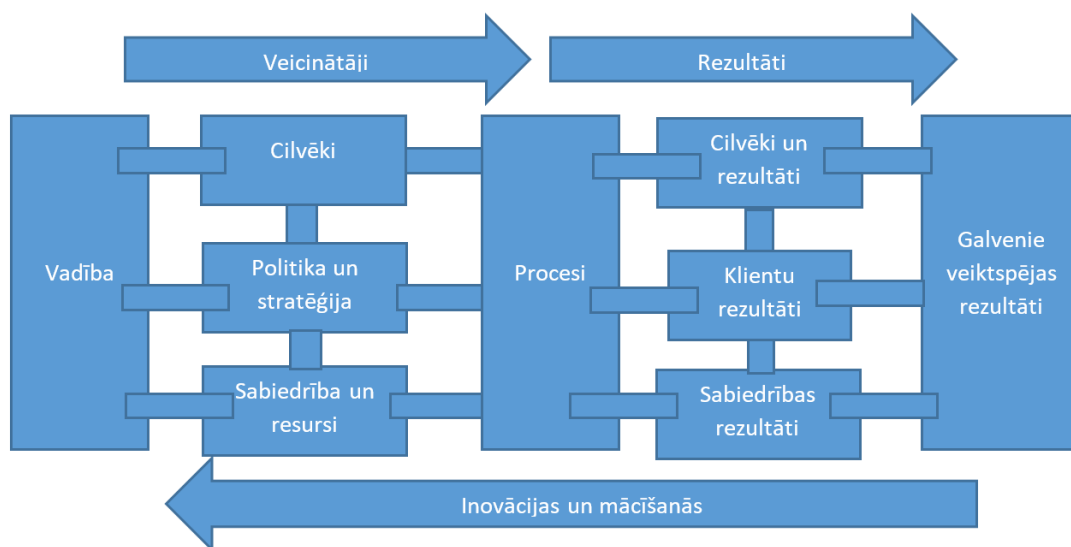 Veicinātāji
Rezultāti
Vadība
Cilvēki
Politika un
stratēģija
Sabiedrība un
resursi
Procesi
Cilvēki un
rezultāti
Klientu
rezultāti
Sabiedrības
rezultāti
Galvenie
veiktspējas
rezultāti
Inovācijas un mācīšanās